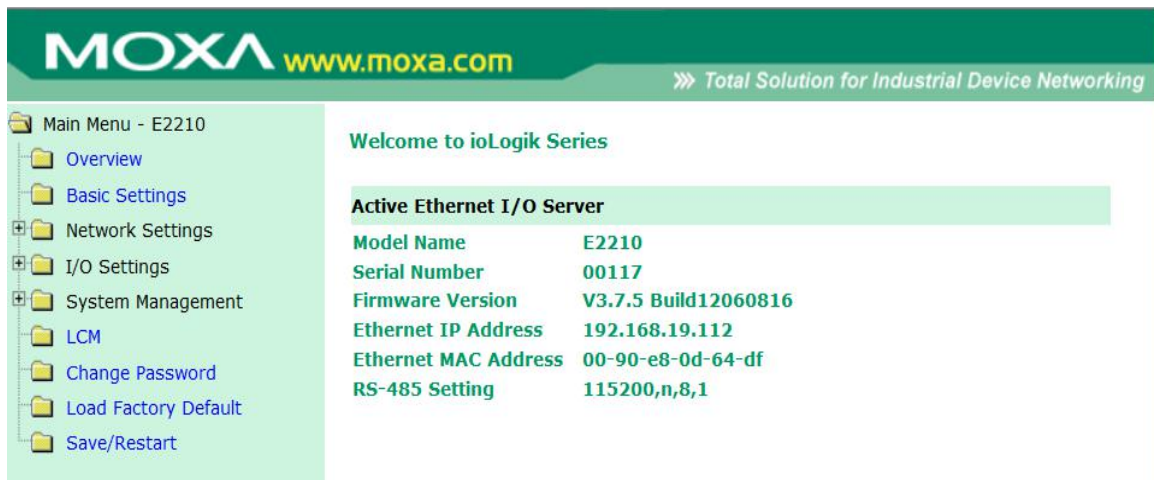 MOXA www.moxa.com
Total Solution for Industrial Device Networking
Main Menu - E2210
Overview
Basic Settings
Network Settings
I/O Settings
System Management
LCM
Change Password
Load Factory Default
Save/Restart
Welcome to ioLogik Series
Active Ethernet I/O Server
Model Name E2210
Serial Number 00117
Firmware Version V3.7.5 Build12060816
Ethernet IP Address 192.168.19.112
Ethernet MAC Address 00-90-e8-0d-64-df
RS-485 Setting 115200,n,8,1